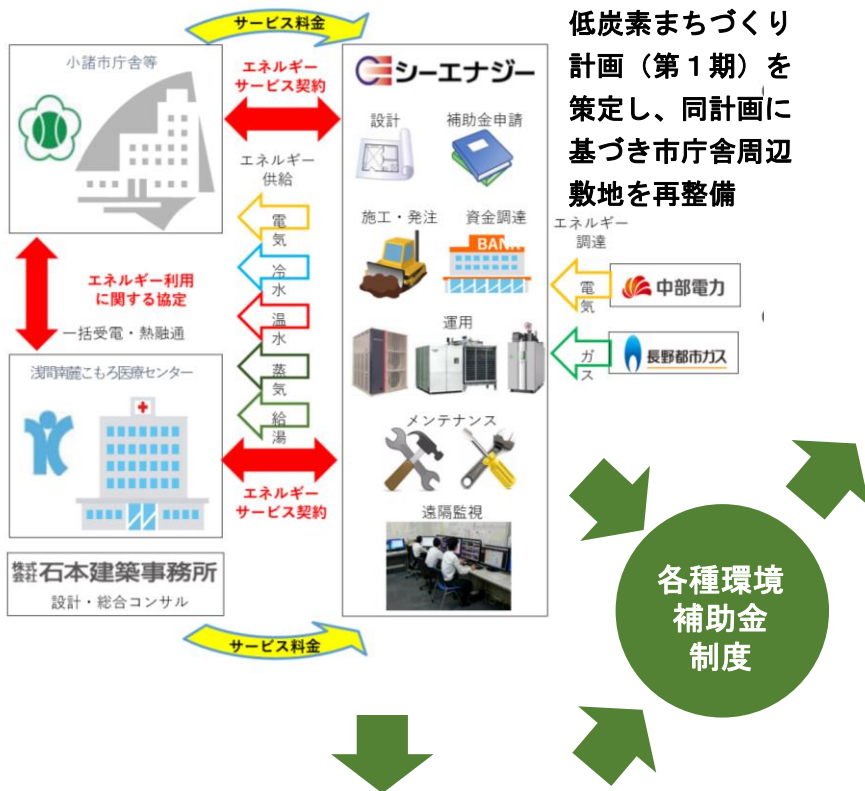 サービス料金
低炭素まちづくり
計画（第１期）を
策定し、同計画に
基づき市庁舎周辺
敷地を再整備
小諸市庁舎等
エネルギー
サービス契約
シーエナジー
設計
補助金申請
エネルギー
供給
電気
冷水
温水
蒸気
給湯
施工・発注
資金調達
BANK
エネルギー
調達
電気
中部電力
ガス
長野都市ガス
エネルギー利用
に関する協定
一括受電・熱融通
運用
浅間南麓こもろ医療センター
メンテナンス
エネルギー
サービス契約
遠隔監視
株式会社石本建築事務所
設計・総合コンサル
サービス料金
各種環境
補助金
制度